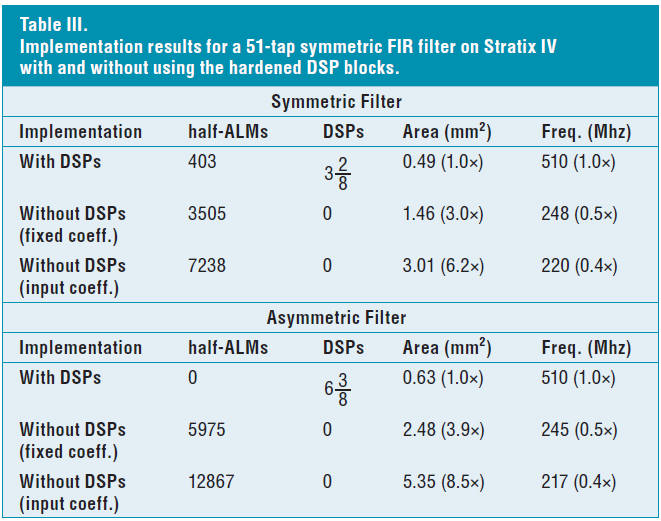 Table III.
Implementation results for a 51-tap symmetric FIR filter on Stratix IV
with and without using the hardened DSP blocks.
Symmetric Filter
Implementation half-ALMs DSPs Area (mm²) Freq. (Mhz)
With DSPs 403 3 2/8 0.49 (1.0×) 510 (1.0×)
Without DSPs 3505 0 1.46 (3.0×) 248 (0.5×)
(fixed coeff.)
Without DSPs 7238 0 3.01 (6.2×) 220 (0.4×)
(input coeff.)
Asymmetric Filter
Implementation half-ALMs DSPs Area (mm²) Freq. (Mhz)
With DSPs 0 6 3/8 0.63 (1.0×) 510 (1.0×)
Without DSPs 5975 0 2.48 (3.9×) 245 (0.5×)
(fixed coeff.)
Without DSPs 12867 0 5.35 (8.5×) 217 (0.4×)
(input coeff.)